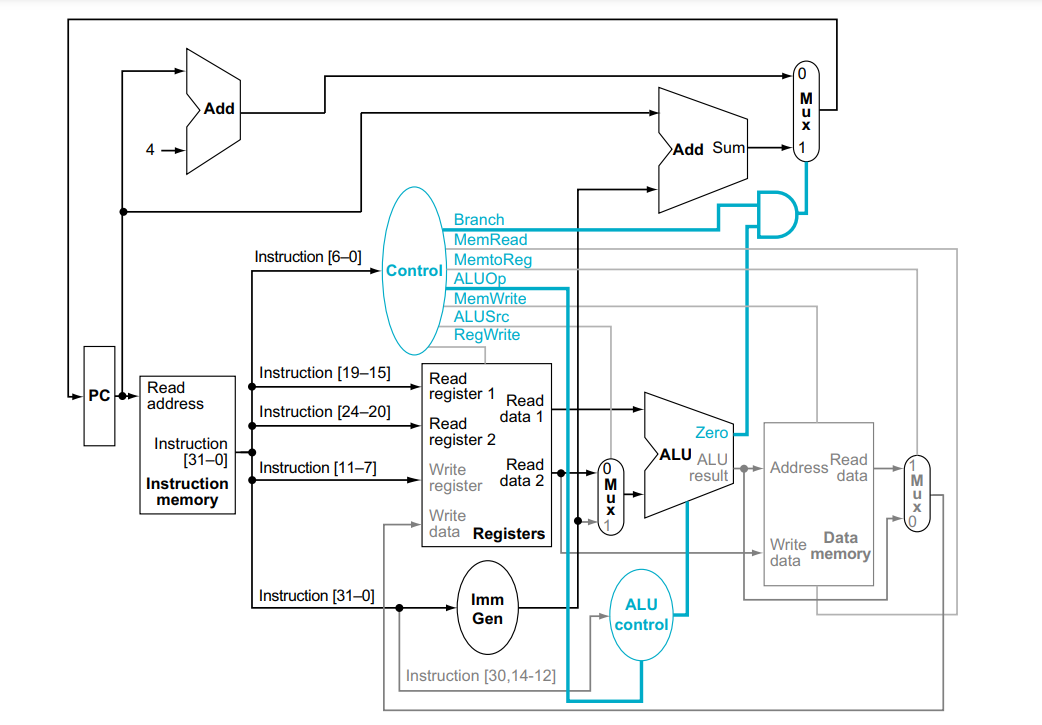 0
M
u
x
1
Add
4
Add Sum
Branch
MemRead
MemtoReg
ALUOp
MemWrite
ALUSrc
RegWrite
Control
Instruction [6–0]
PC
Read
address
Instruction
[31–0]
Instruction
memory
Instruction [19–15]
Instruction [24–20]
Instruction [11–7]
Instruction [31–0]
Read
register 1
Read
register 2
Write
register
Write
data
Read
data 1
Read
data 2
Registers
0
M
u
x
1
Zero
ALU
ALU
result
Address
Read
data
Write
data
Data
memory
1
M
u
x
0
Imm
Gen
ALU
control
Instruction [30,14-12]